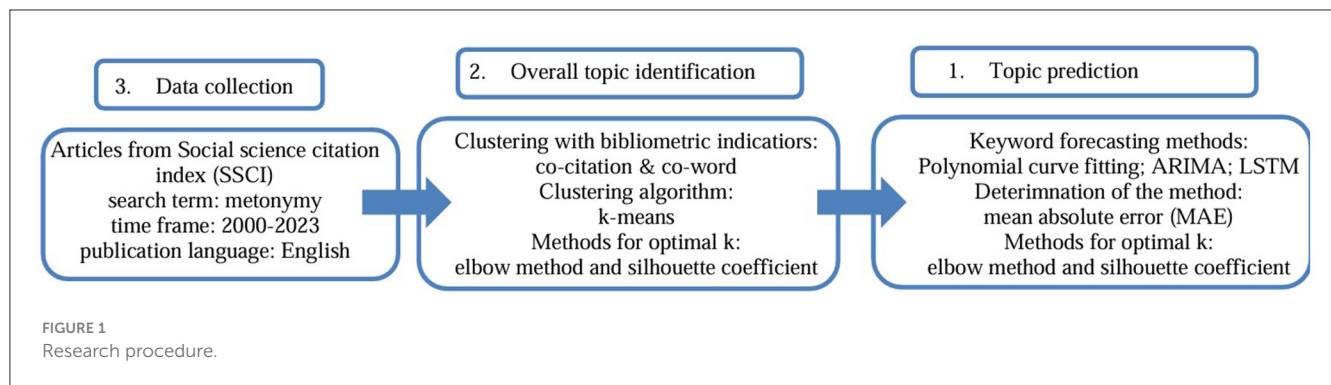 3. Data collection
2. Overall topic identification
1. Topic prediction
Articles from Social science citation
index (SSCI)
search term: metonymy
time frame: 2000-2023
publication language: English
Clustering with bibliometric indicatiors:
co-citation & co-word
Clustering algorithm:
k-means
Methods for optimal k:
elbow method and silhouette coefficient
Keyword forecasting methods:
Polynomial curve fitting; ARIMA; LSTM
Deterimnation of the method:
mean absolute error (MAE)
Methods for optimal k:
elbow method and silhouette coefficient
FIGURE 1
Research procedure.